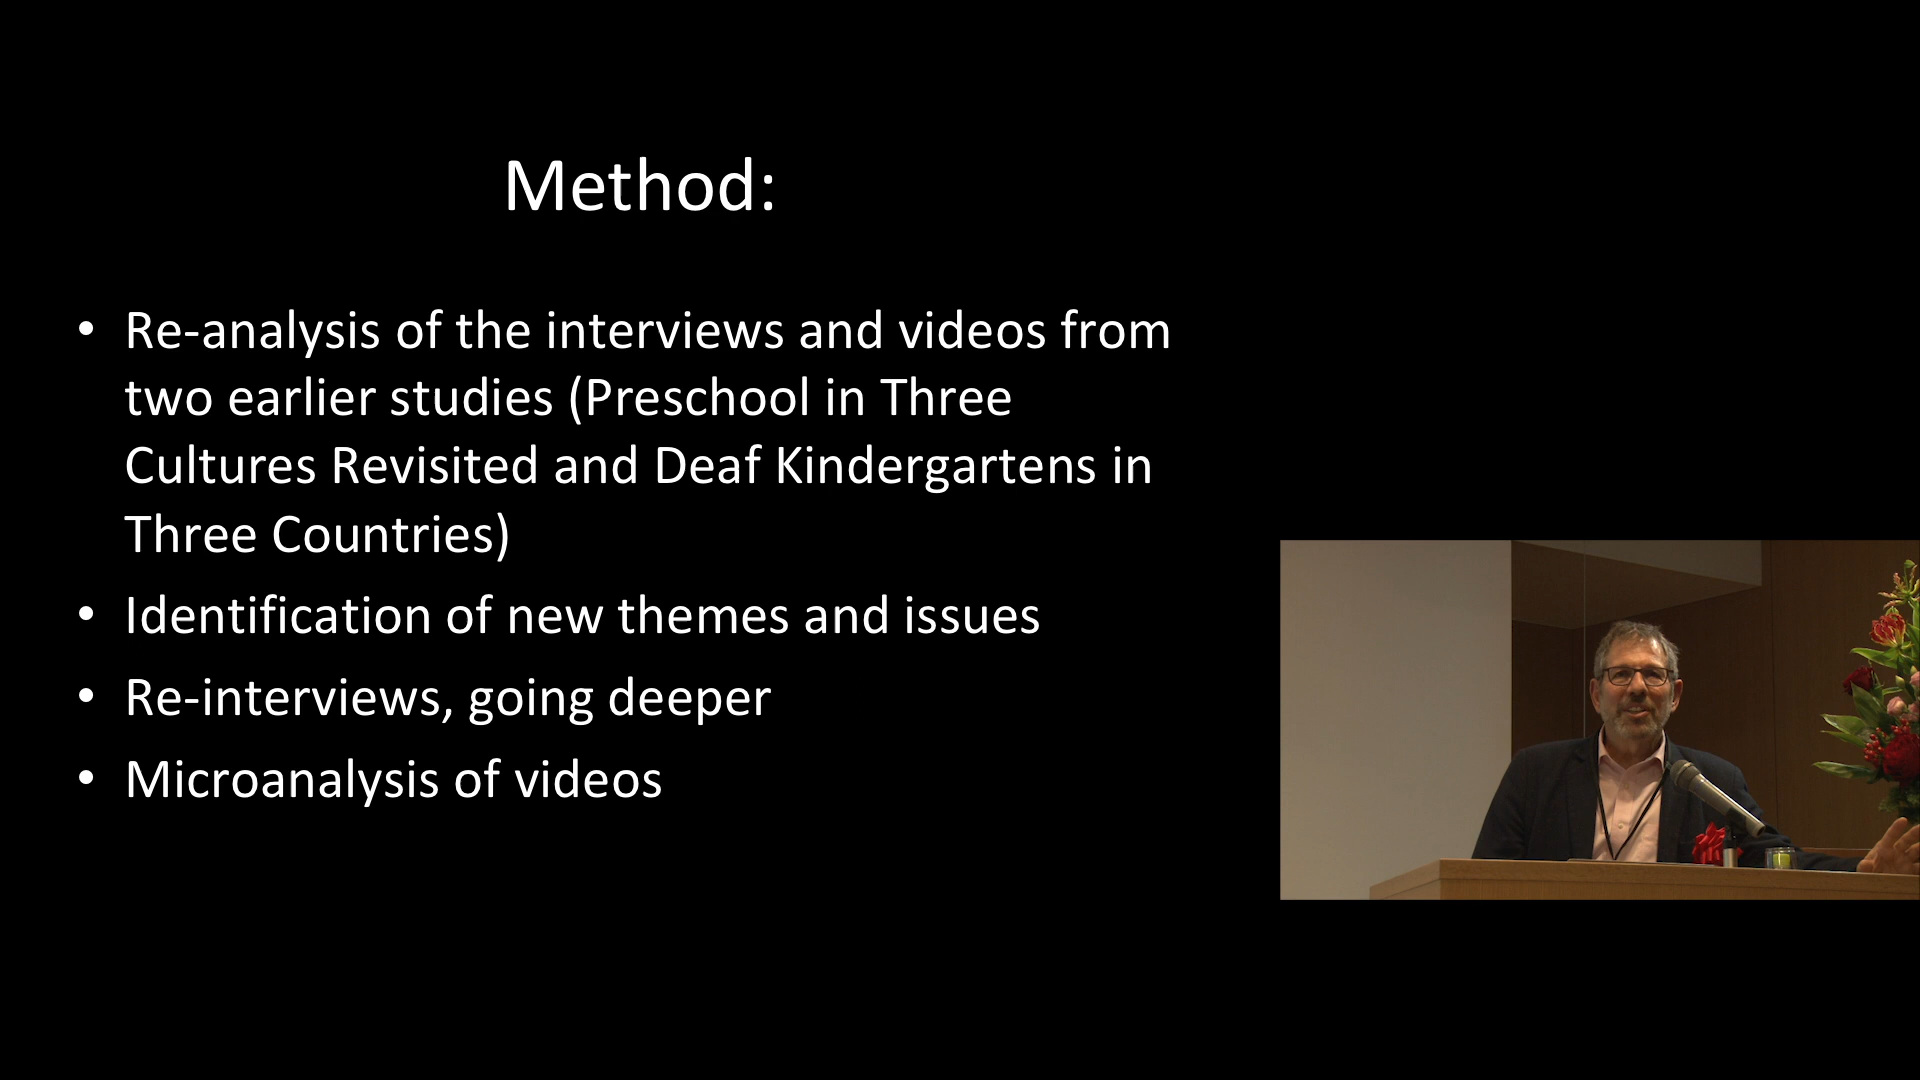 Method:
• Re-analysis of the interviews and videos from
two earlier studies (Preschool in Three
Cultures Revisited and Deaf Kindergartens in
Three Countries)
• Identification of new themes and issues
• Re-interviews, going deeper
• Microanalysis of videos